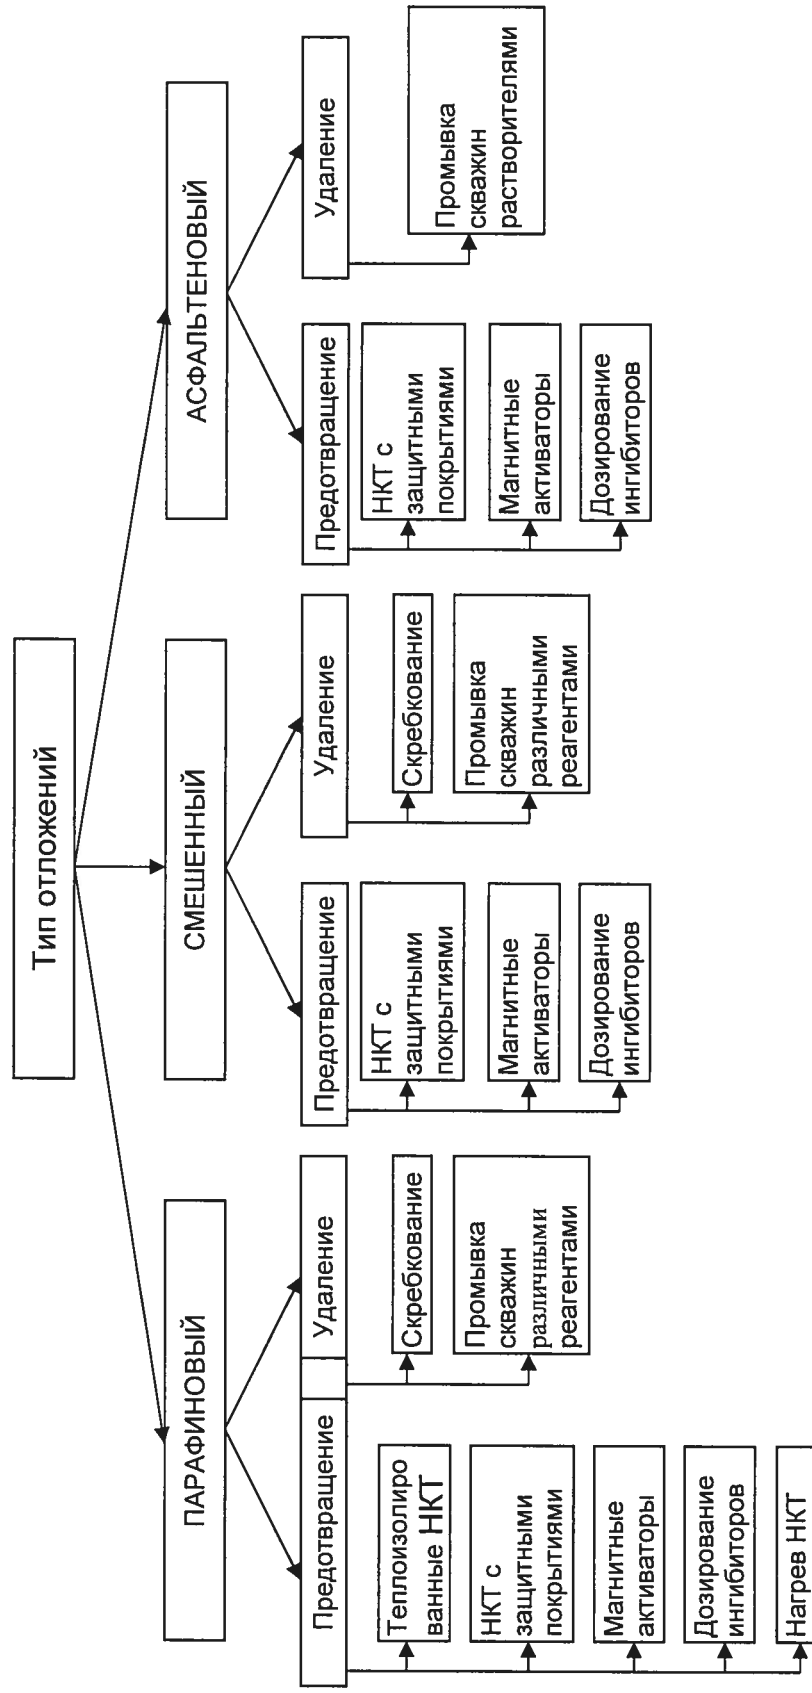 Тип отложений
ПАРАФИНОВЫЙ
СМЕШЕННЫЙ
АСФАЛЬТЕНОВЫЙ
Предотвращение
Удаление
Предотвращение
Удаление
Предотвращение
Удаление
Теплоизолиро
ванные НКТ
НКТ с
защитными
покрытиями
Магнитные
активаторы
Дозирование
ингибиторов
Нагрев НКТ
Скребкование
Промывка
скважин
различными
реагентами
НКТ с
защитными
покрытиями
Магнитные
активаторы
Дозирование
ингибиторов
Скребкование
Промывка
скважин
различными
реагентами
НКТ с
защитными
покрытиями
Магнитные
активаторы
Дозирование
ингибиторов
Промывка
скважин
растворителями